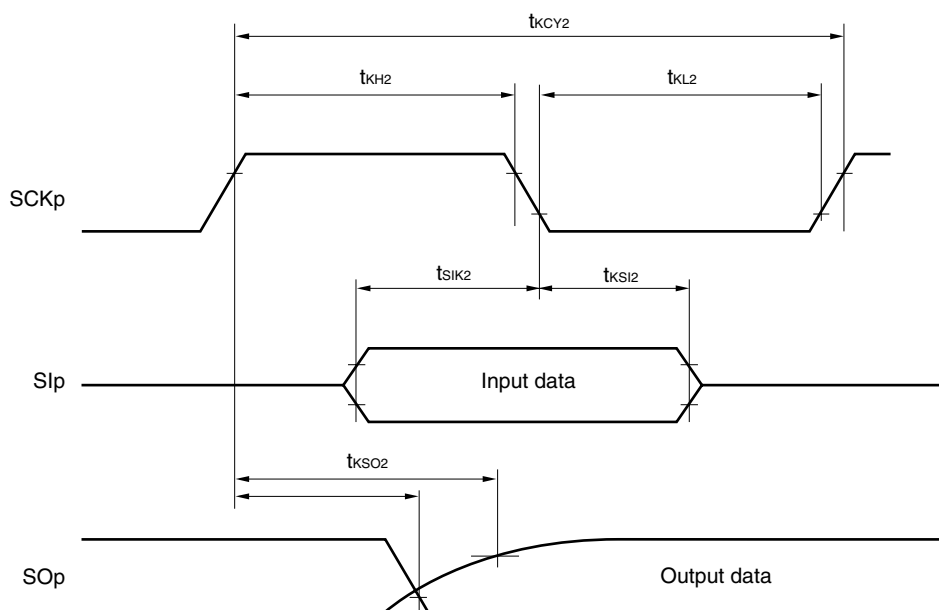 tKCY2
tKH2
tKL2
SCKp
tSIK2
tKSI2
SIp
Input data
tKSO2
SOp
Output data